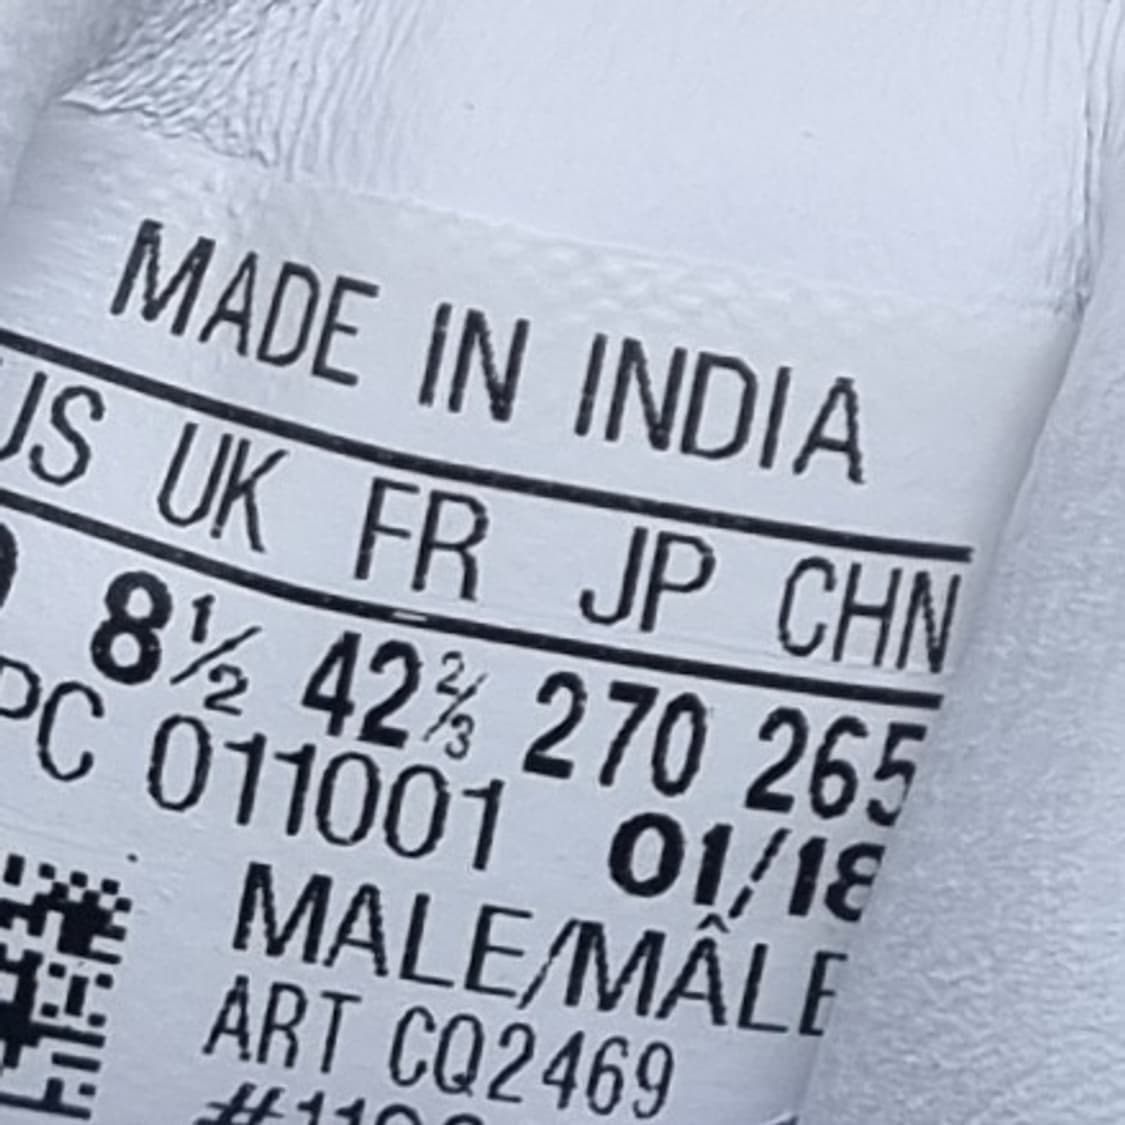 MADE IN INDIA
US UK FR JP CHN
8½ 42⅔ 270 265
PC 011001 01/18
MALE/MÂLE
ART CQ2469